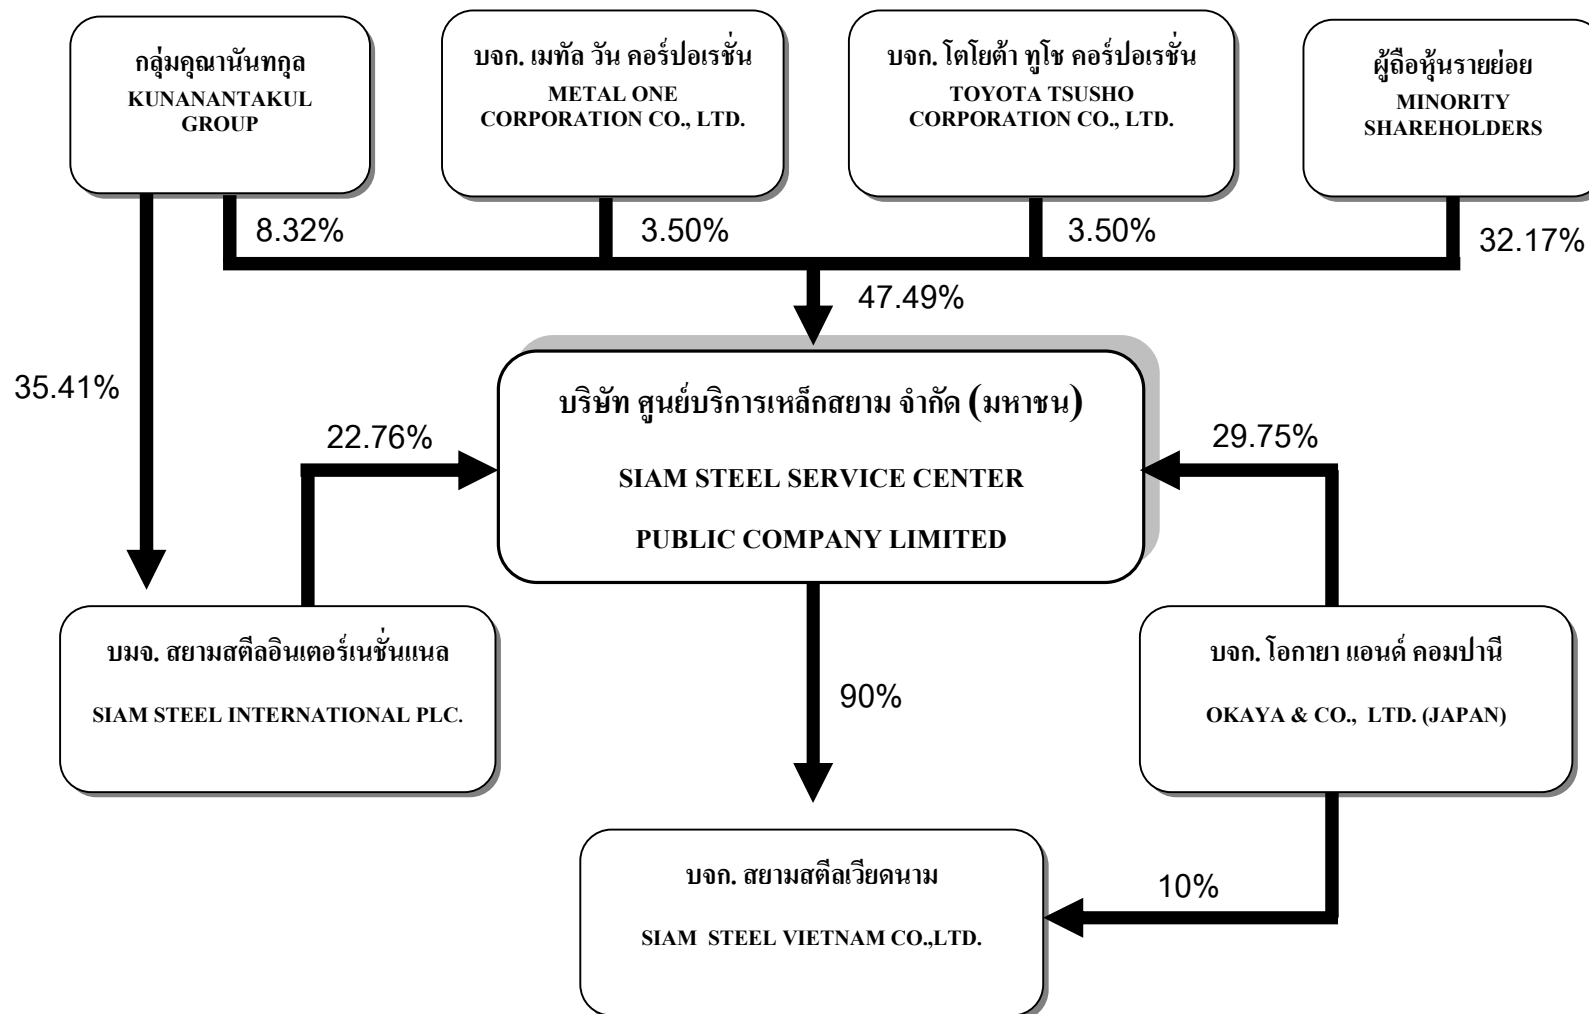 กลุ่มคุณานันทกุล
KUNANANTAKUL
GROUP
บจก. เมทัล วัน คอร์ปอเรชั่น
METAL ONE
CORPORATION CO., LTD.
บจก. โตโยต้า ทูโช คอร์ปอเรชั่น
TOYOTA TSUSHO
CORPORATION CO., LTD.
ผู้ถือหุ้นรายย่อย
MINORITY
SHAREHOLDERS
8.32%
3.50%
3.50%
32.17%
47.49%
35.41%
22.76%
29.75%
บริษัท ศูนย์บริการเหล็กสยาม จำกัด (มหาชน)
SIAM STEEL SERVICE CENTER
PUBLIC COMPANY LIMITED
บมจ. สยามสตีลอินเตอร์เนชั่นแนล
SIAM STEEL INTERNATIONAL PLC.
90%
บจก. โอกายา แอนด์ คอมปานี
OKAYA & CO., LTD. (JAPAN)
บจก. สยามสตีลเวียดนาม
SIAM STEEL VIETNAM CO.,LTD.
10%